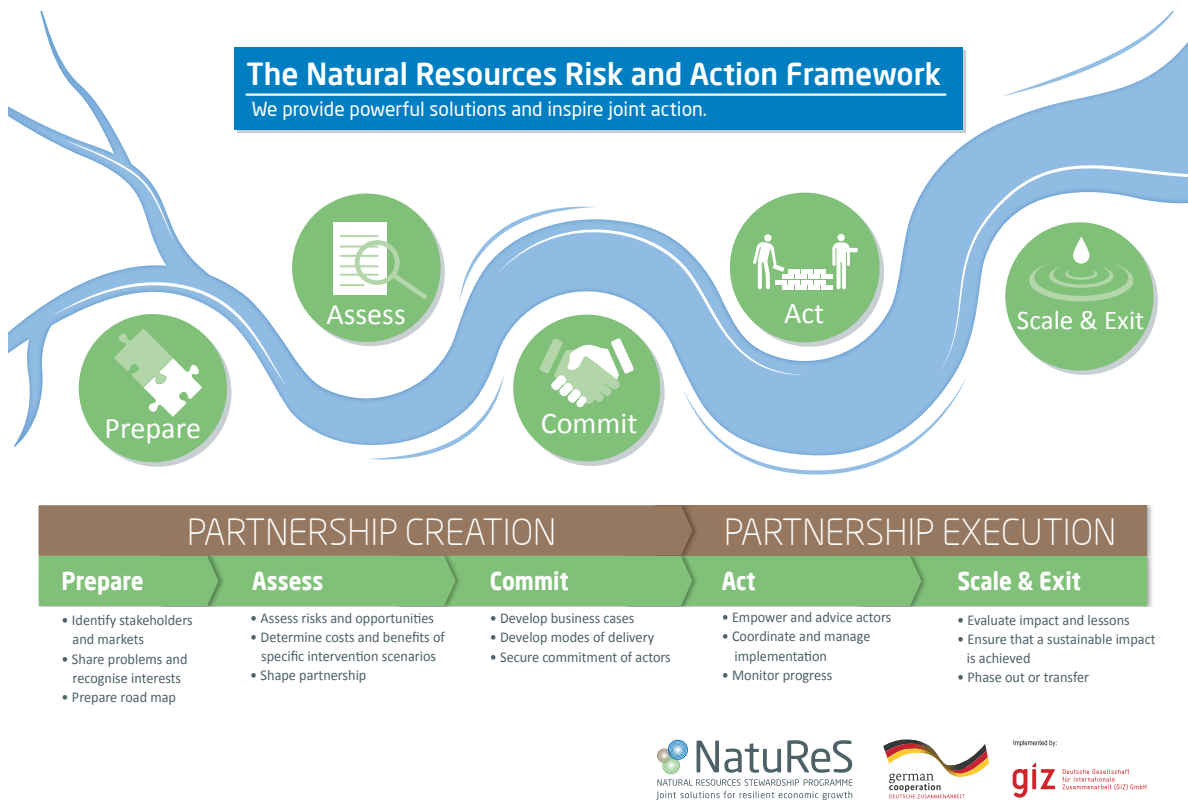 The Natural Resources Risk and Action Framework
We provide powerful solutions and inspire joint action.
Assess
Act
Scale & Exit
Prepare
Commit
PARTNERSHIP CREATION
PARTNERSHIP EXECUTION
Prepare
Assess
Commit
Act
Scale & Exit
• Identify stakeholders
and markets
• Share problems and
recognise interests
• Prepare road map
• Assess risks and opportunities
• Determine costs and benefits of
specific intervention scenarios
• Shape partnership
• Develop business cases
• Develop modes of delivery
• Secure commitment of actors
• Empower and advice actors
• Coordinate and manage
implementation
• Monitor progress
• Evaluate impact and lessons
• Ensure that a sustainable impact
is achieved
• Phase out or transfer
NatuReS
NATURAL RESOURCES STEWARDSHIP PROGRAMME
Joint solutions for resilient economic growth
german
cooperation
DEUTSCHE ZUSAMMENARBEIT
Implemented by:
giz
Deutsche Gesellschaft
für Internationale
Zusammenarbeit (GIZ) GmbH